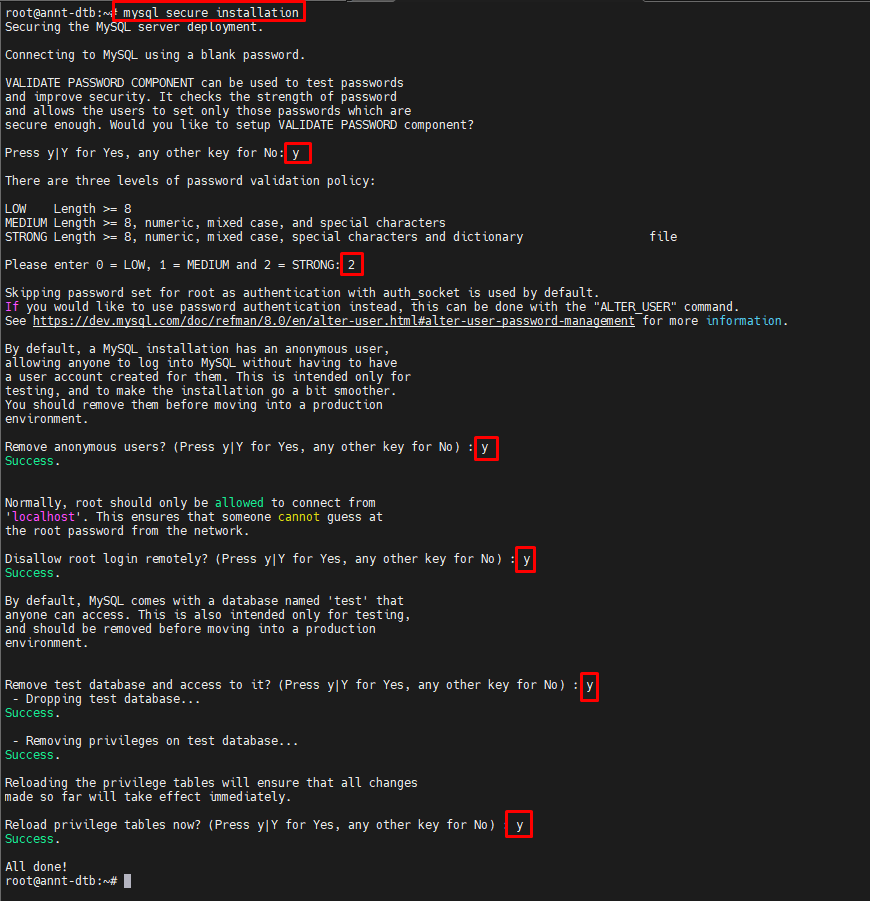 root@annt-dtb:~# mysql secure installation
Securing the MySQL server deployment.
Connecting to MySQL using a blank password.
VALIDATE PASSWORD COMPONENT can be used to test passwords
and improve security. It checks the strength of password
and allows the users to set only those passwords which are
secure enough. Would you like to setup VALIDATE PASSWORD component?
Press y|Y for Yes, any other key for No: y
There are three levels of password validation policy:
LOW    Length >= 8
MEDIUM Length >= 8, numeric, mixed case, and special characters
STRONG Length >= 8, numeric, mixed case, special characters and dictionary                  file
Please enter 0 = LOW, 1 = MEDIUM and 2 = STRONG: 2
Skipping password set for root as authentication with auth_socket is used by default.
If you would like to use password authentication instead, this can be done with the "ALTER_USER" command.
See https://dev.mysql.com/doc/refman/8.0/en/alter-user.html#alter-user-password-management for more information.
By default, a MySQL installation has an anonymous user,
allowing anyone to log into MySQL without having to have
a user account created for them. This is intended only for
testing, and to make the installation go a bit smoother.
You should remove them before moving into a production
environment.
Remove anonymous users? (Press y|Y for Yes, any other key for No) : y
Success.
Normally, root should only be allowed to connect from
'localhost'. This ensures that someone cannot guess at
the root password from the network.
Disallow root login remotely? (Press y|Y for Yes, any other key for No) : y
Success.
By default, MySQL comes with a database named 'test' that
anyone can access. This is also intended only for testing,
and should be removed before moving into a production
environment.
Remove test database and access to it? (Press y|Y for Yes, any other key for No) : y
 - Dropping test database...
Success.
 - Removing privileges on test database...
Success.
Reloading the privilege tables will ensure that all changes
made so far will take effect immediately.
Reload privilege tables now? (Press y|Y for Yes, any other key for No) : y
Success.
All done!
root@annt-dtb:~#